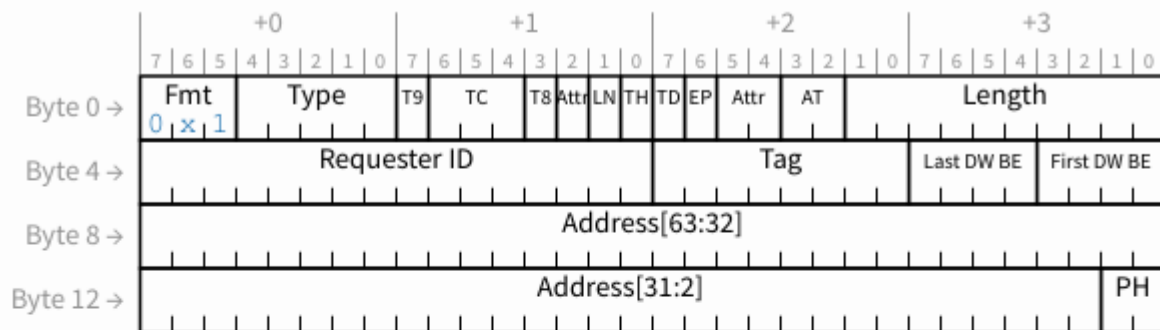 +0 +1 +2 +3
7 6 5 4 3 2 1 0 7 6 5 4 3 2 1 0 7 6 5 4 3 2 1 0 7 6 5 4 3 2 1 0
Byte 0 → Fmt Type T9 TC T8 Attr LN TH TD EP Attr AT Length
0 x 1
Byte 4 → Requester ID Tag Last DW BE First DW BE
Byte 8 → Address[63:32]
Byte 12 → Address[31:2] PH